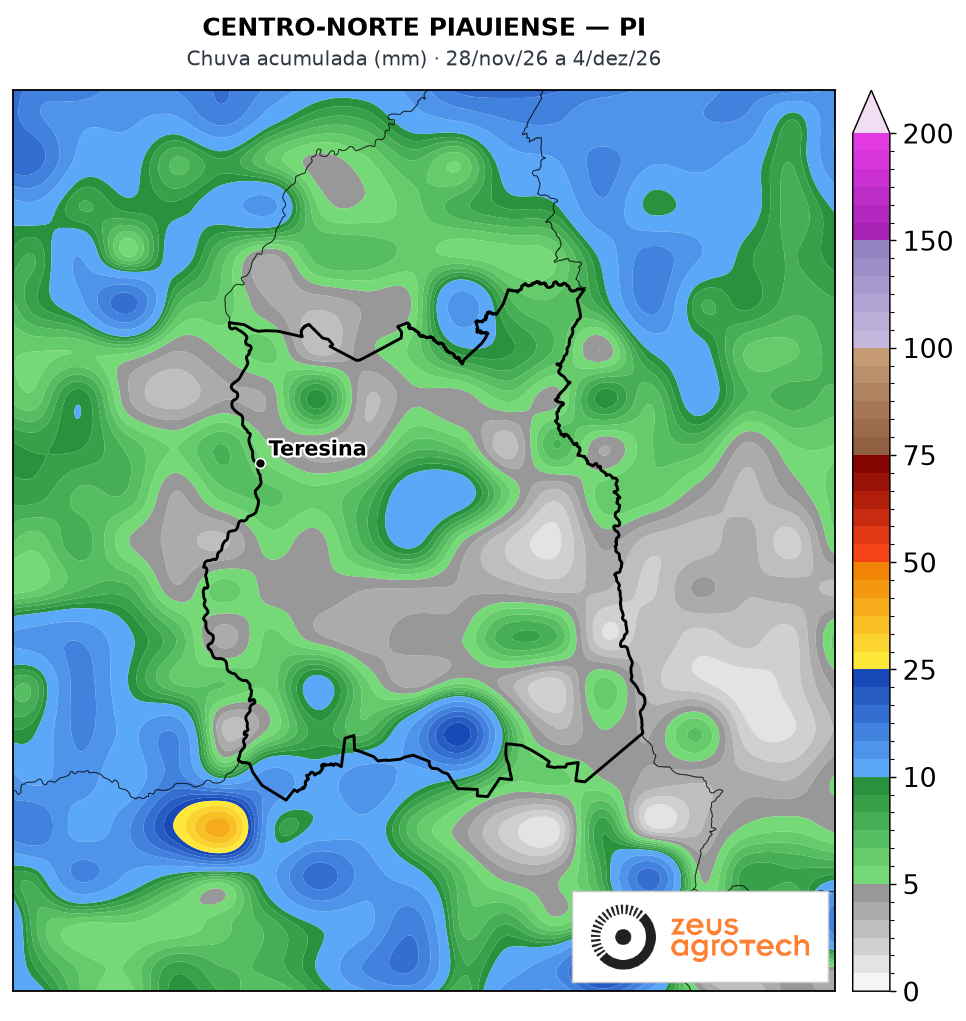 CENTRO-NORTE PIAUIENSE — PI
Chuva acumulada (mm) · 28/nov/26 a 4/dez/26
200
150
100
75
50
25
10
5
0
Teresina
zeus
agrotech